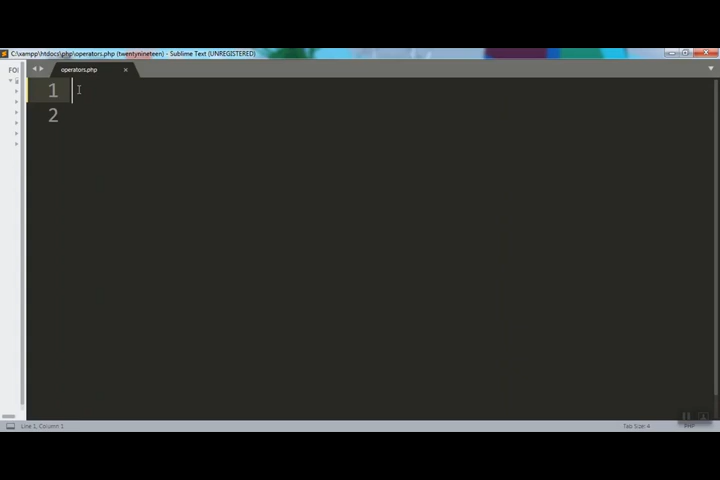 C:\xampp\htdocs\php\operators.php (twentynineteen) - Sublime Text (UNREGISTERED)
FOI
operators.php
1
2
Line 1, Column 1
Tab Size: 4
PHP